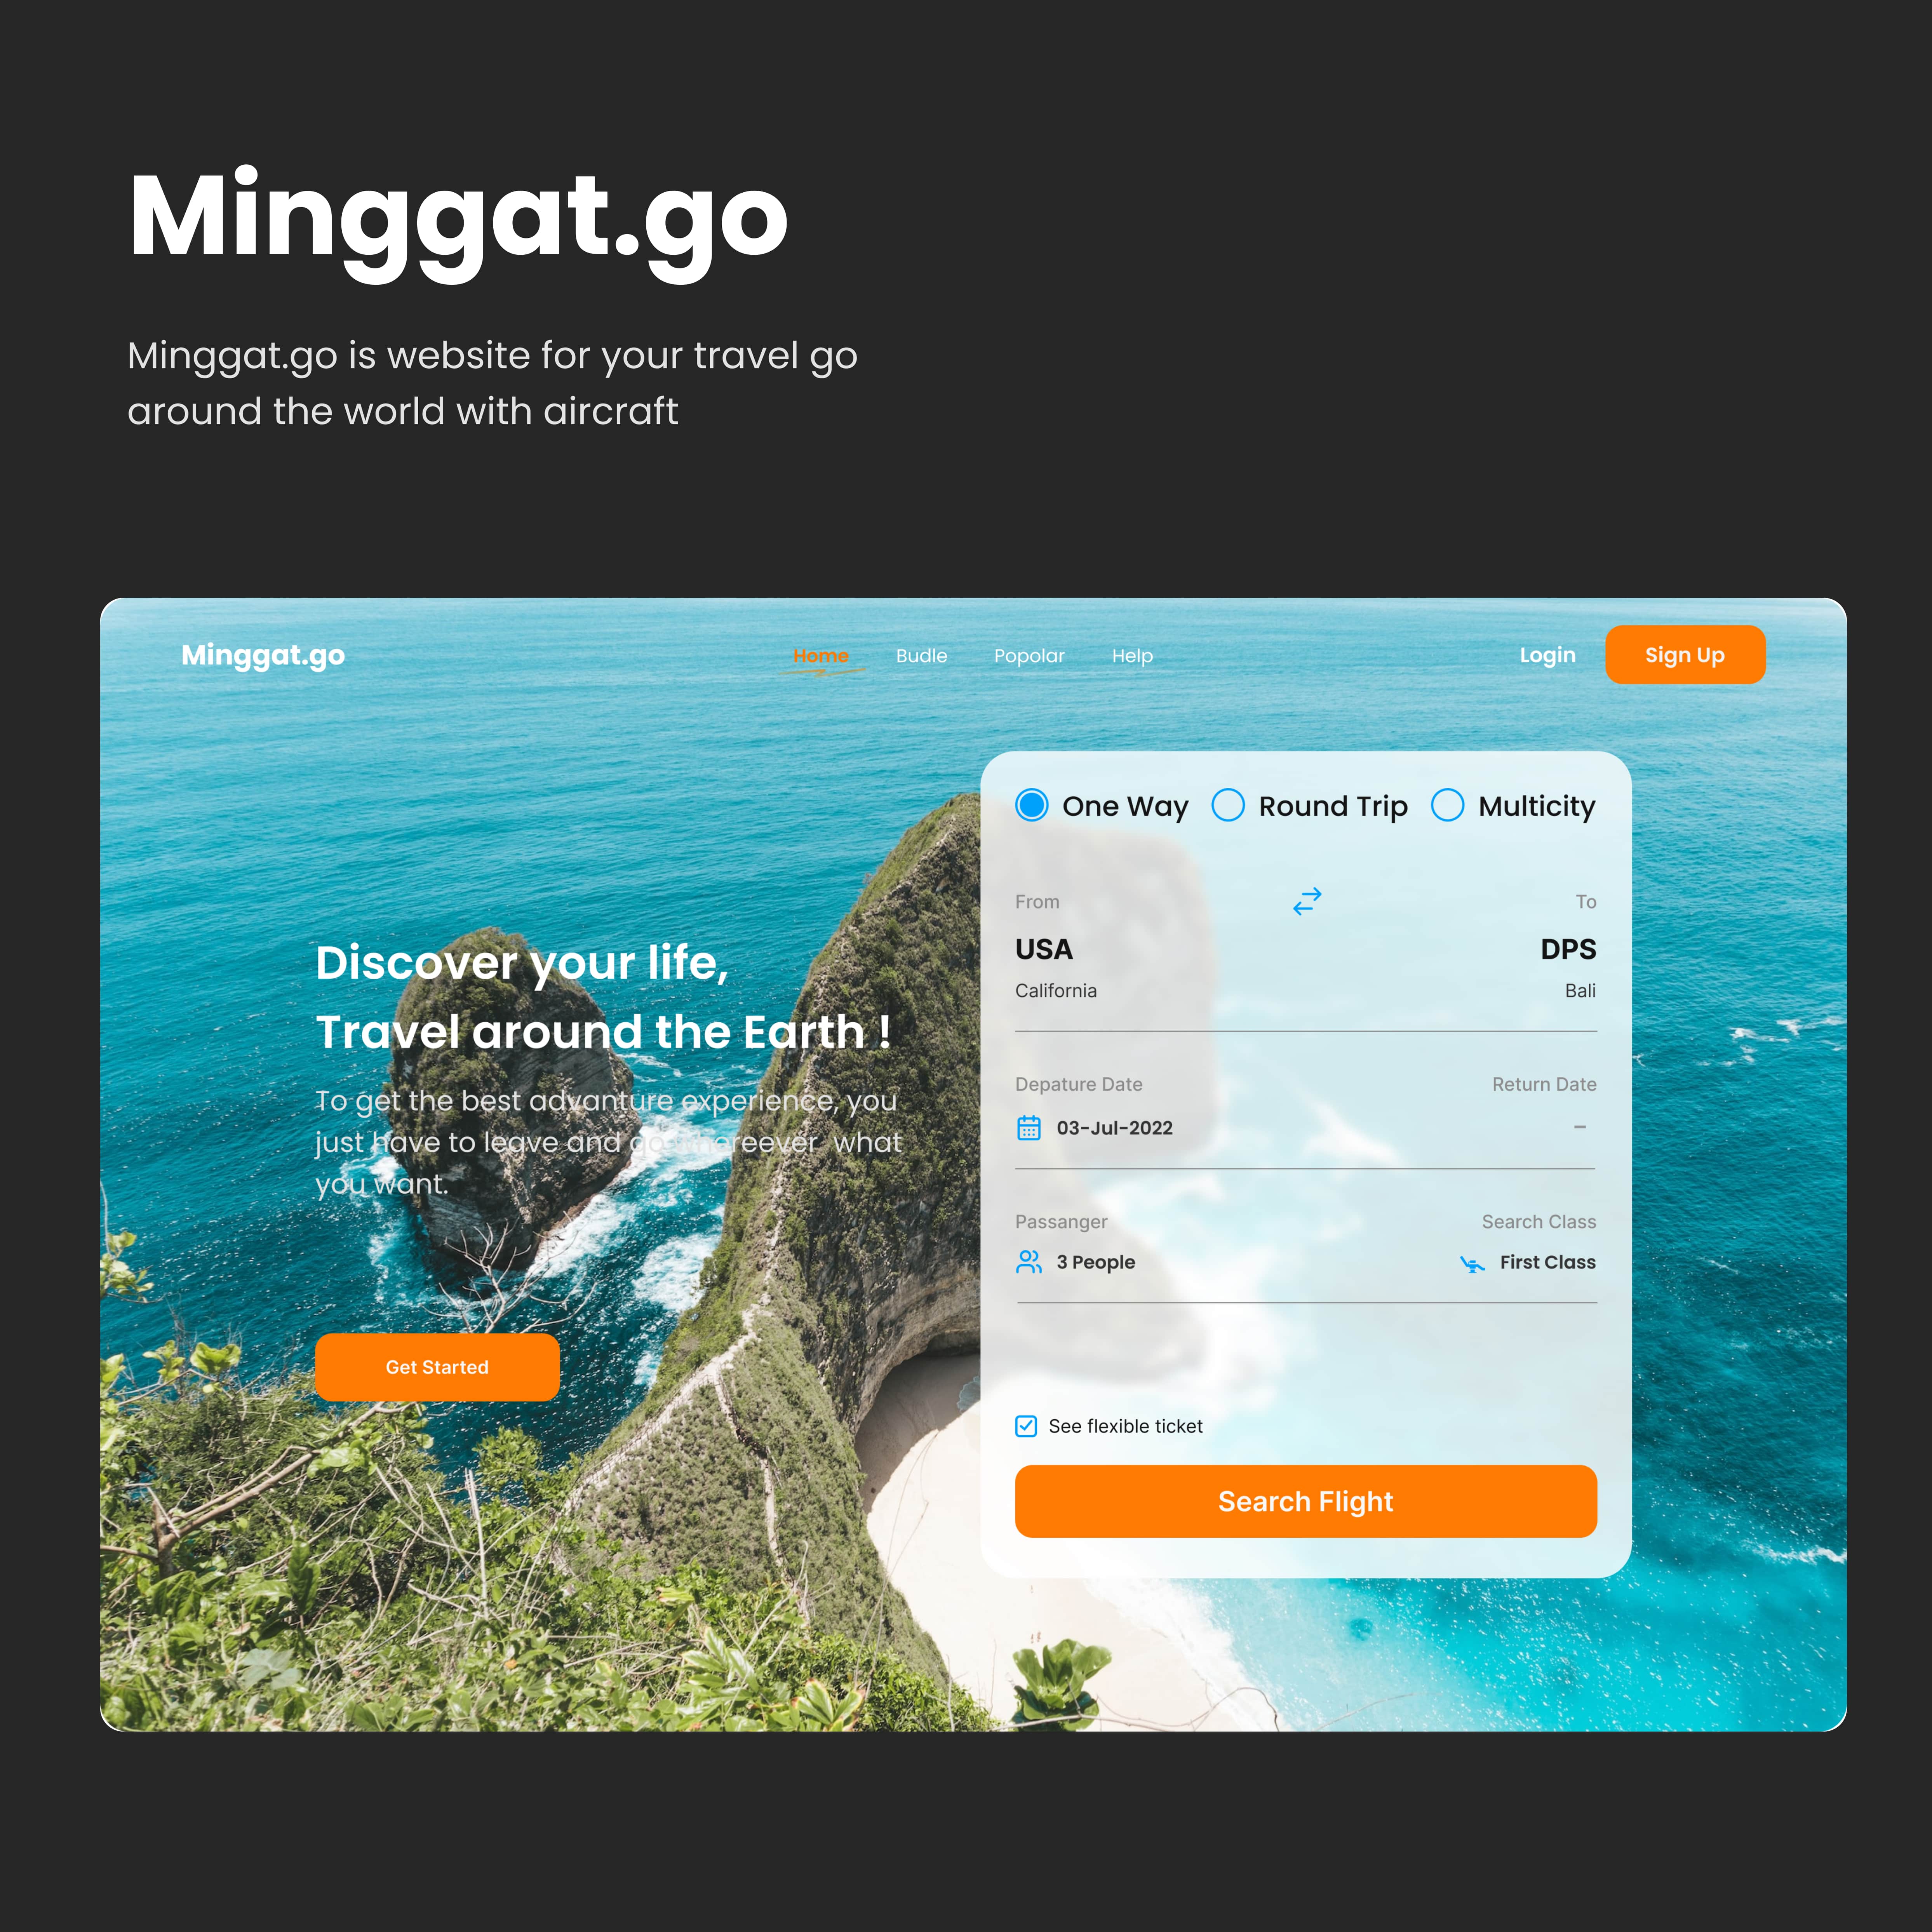 Minggat.go
Minggat.go is website for your travel go
around the world with aircraft
Minggat.go
Home Budle Popolar Help
Login Sign Up
One Way Round Trip Multicity
From To
USA DPS
California Bali
Depature Date Return Date
03-Jul-2022 –
Passanger Search Class
3 People First Class
See flexible ticket
Search Flight
Discover your life,
Travel around the Earth !
To get the best advanture experience, you
just have to leave and go whereever what
you want.
Get Started